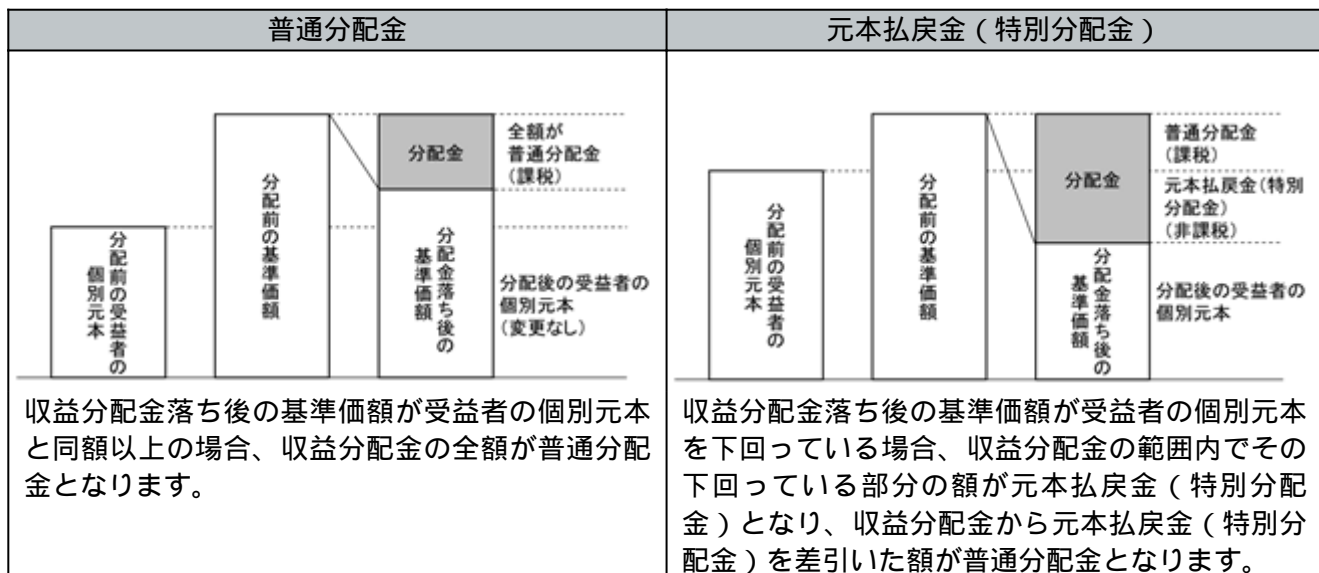 普通分配金
分配前の受益者の
個別元本
分配前の基準価額
分配金
分配金落ち後の
基準価額
全額が
普通分配金
(課税)
分配後の受益者の
個別元本
(変更なし)
収益分配金落ち後の基準価額が受益者の個別元本
と同額以上の場合、収益分配金の全額が普通分配
金となります。
元本払戻金(特別分配金)
分配前の受益者の
個別元本
分配前の基準価額
分配金
分配金落ち後の
基準価額
普通分配金
(課税)
元本払戻金(特別
分配金)
(非課税)
分配後の受益者の
個別元本
収益分配金落ち後の基準価額が受益者の個別元本
を下回っている場合、収益分配金の範囲内でその
下回っている部分の額が元本払戻金(特別分配
金)となり、収益分配金から元本払戻金(特別分
配金)を差引いた額が普通分配金となります。